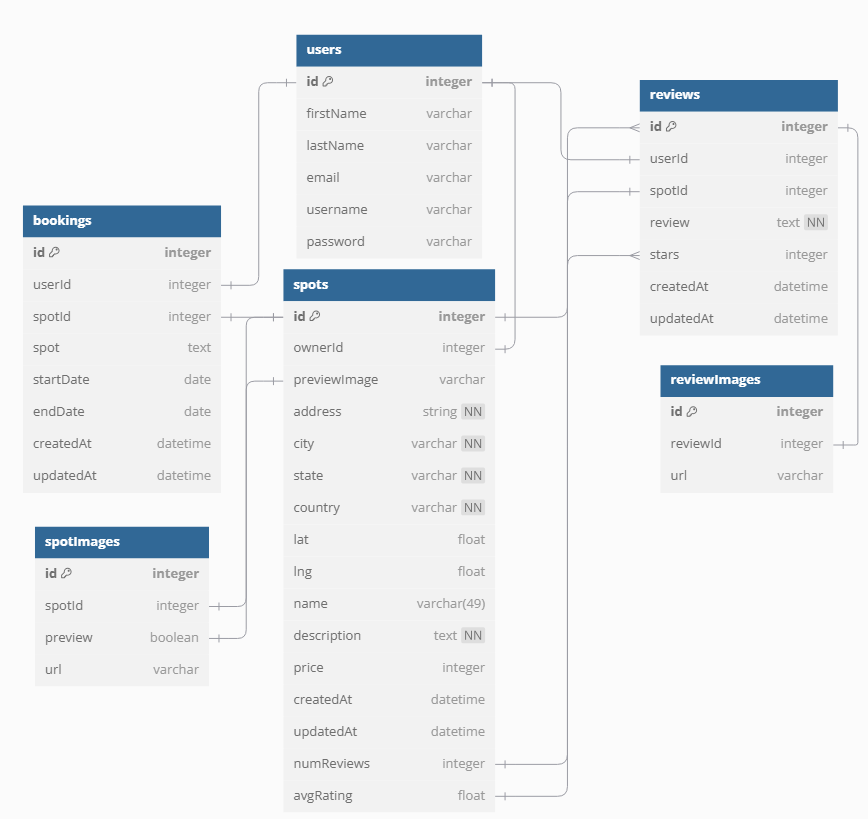 users
id integer
firstName varchar
lastName varchar
email varchar
username varchar
password varchar
reviews
id integer
userId integer
spotId integer
review text NN
stars integer
createdAt datetime
updatedAt datetime
bookings
id integer
userId integer
spotId integer
spot text
startDate date
endDate date
createdAt datetime
updatedAt datetime
spots
id integer
ownerId integer
previewImage varchar
address string NN
city varchar NN
state varchar NN
country varchar NN
lat float
lng float
name varchar(49)
description text NN
price integer
createdAt datetime
updatedAt datetime
numReviews integer
avgRating float
reviewImages
id integer
reviewId integer
url varchar
spotImages
id integer
spotId integer
preview boolean
url varchar